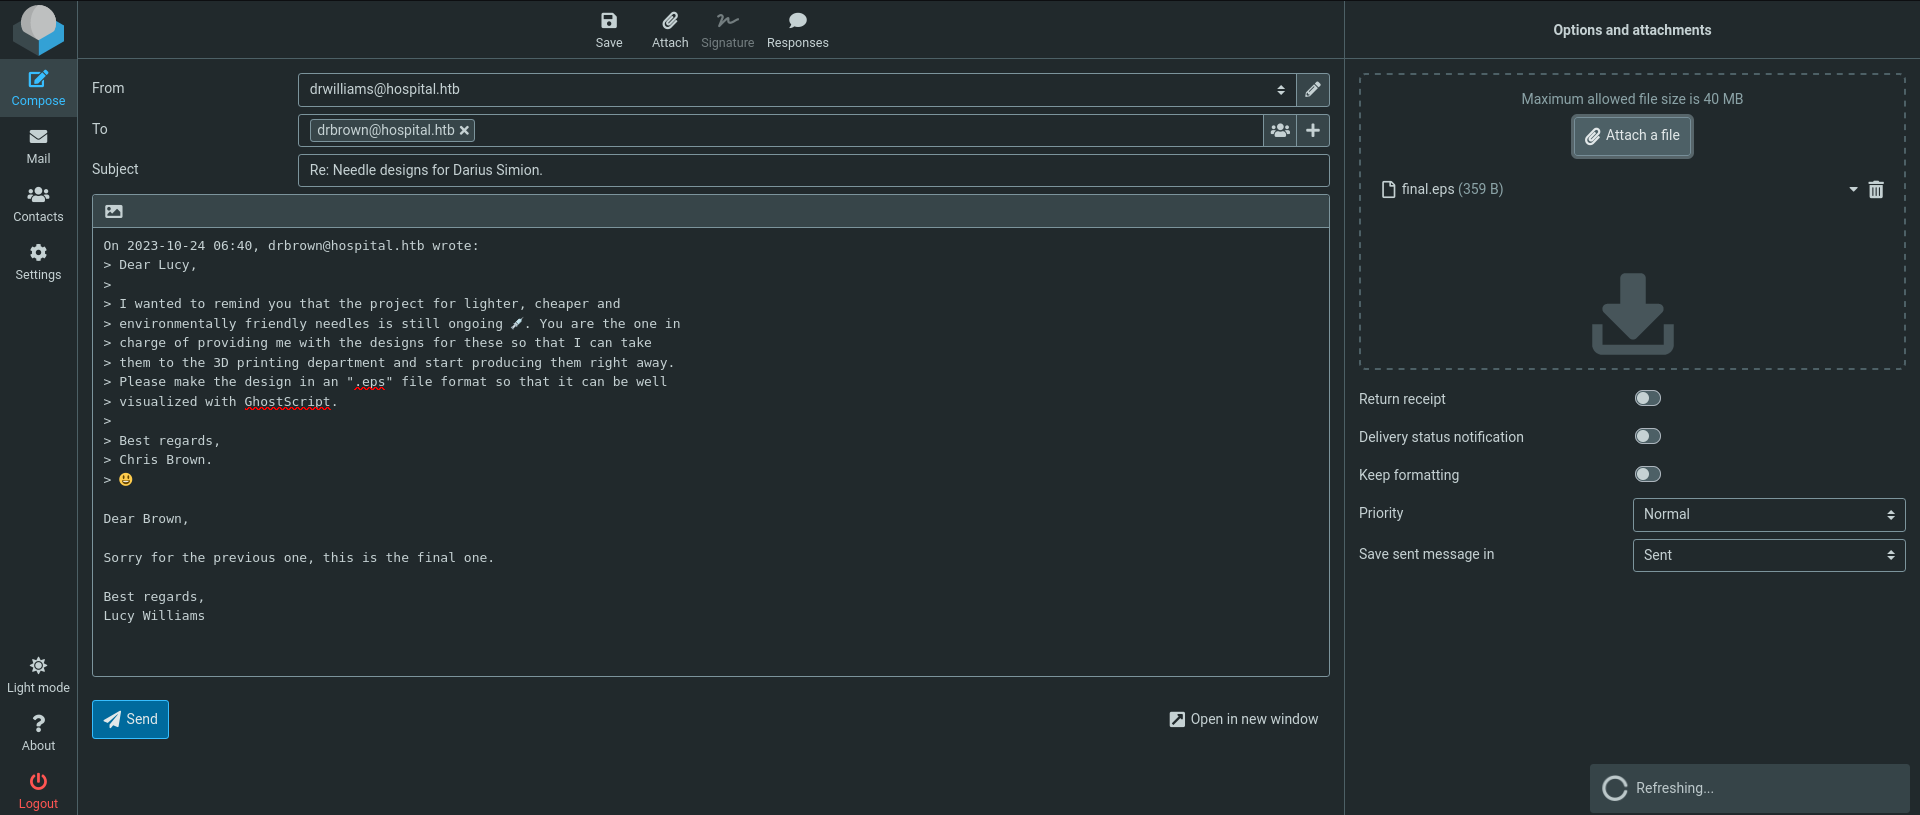 Save
Attach
Signature
Responses
Options and attachments
Compose
Mail
Contacts
Settings
Light mode
About
Logout
From
drwilliams@hospital.htb
To
drbrown@hospital.htb
Subject
Re: Needle designs for Darius Simion.
On 2023-10-24 06:40, drbrown@hospital.htb wrote:
> Dear Lucy,
>
> I wanted to remind you that the project for lighter, cheaper and
> environmentally friendly needles is still ongoing 💉. You are the one in
> charge of providing me with the designs for these so that I can take
> them to the 3D printing department and start producing them right away.
> Please make the design in an ".eps" file format so that it can be well
> visualized with GhostScript.
>
> Best regards,
> Chris Brown.
> 😃
Dear Brown,
Sorry for the previous one, this is the final one.
Best regards,
Lucy Williams
Send
Open in new window
Maximum allowed file size is 40 MB
Attach a file
final.eps (359 B)
Return receipt
Delivery status notification
Keep formatting
Priority
Normal
Save sent message in
Sent
Refreshing...